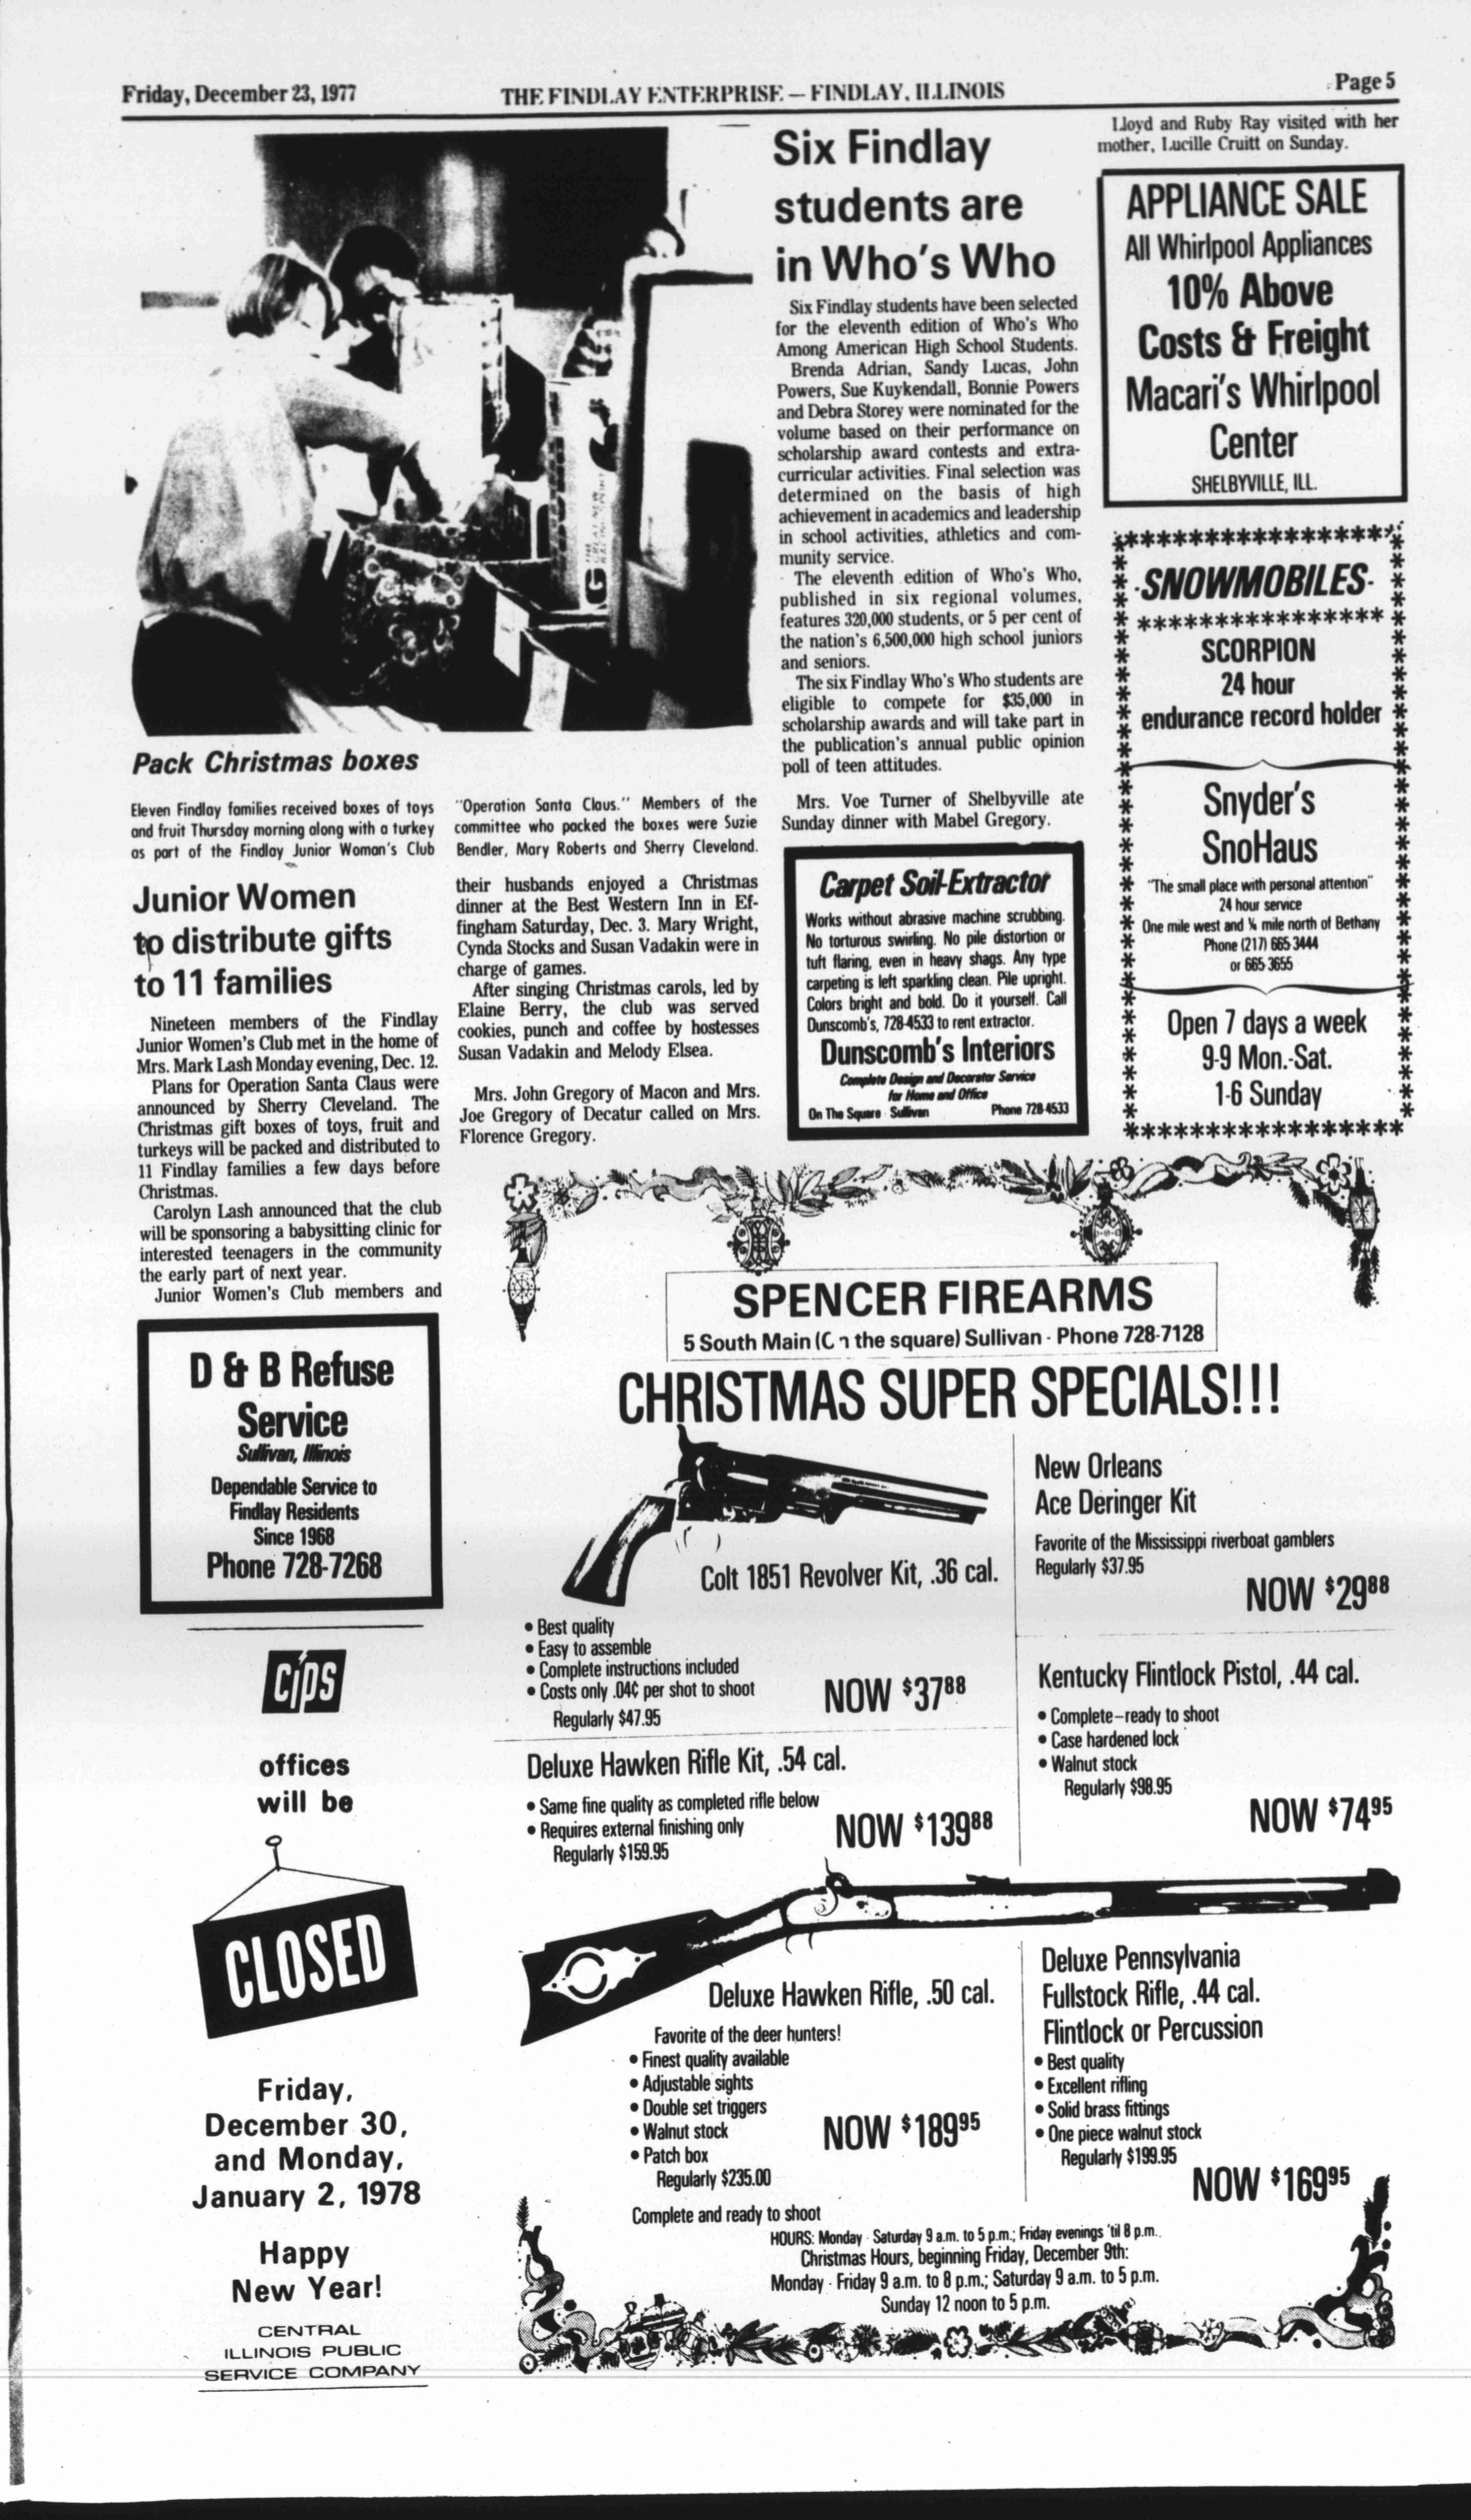 Friday, December 23, 1977
THE FINDLAY ENTERPRISE — FINDLAY, ILLINOIS
Page 5
Pack Christmas boxes
Eleven Findlay families received boxes of toys
and fruit Thursday morning along with a turkey
as part of the Findlay Junior Woman's Club
"Operation Santa Claus." Members of the
committee who packed the boxes were Suzie
Bendler, Mary Roberts and Sherry Cleveland.
Junior Women
to distribute gifts
to 11 families
Nineteen members of the Findlay
Junior Women's Club met in the home of
Mrs. Mark Lash Monday evening, Dec. 12.
Plans for Operation Santa Claus were
announced by Sherry Cleveland. The
Christmas gift boxes of toys, fruit and
turkeys will be packed and distributed to
11 Findlay families a few days before
Christmas.
Carolyn Lash announced that the club
will be sponsoring a babysitting clinic for
interested teenagers in the community
the early part of next year.
Junior Women's Club members and
their husbands enjoyed a Christmas
dinner at the Best Western Inn in Ef-
fingham Saturday, Dec. 3. Mary Wright,
Cynda Stocks and Susan Vadakin were in
charge of games.
After singing Christmas carols, led by
Elaine Berry, the club was served
cookies, punch and coffee by hostesses
Susan Vadakin and Melody Elsea.
Mrs. John Gregory of Macon and Mrs.
Joe Gregory of Decatur called on Mrs.
Florence Gregory.
Six Findlay
students are
in Who's Who
Six Findlay students have been selected
for the eleventh edition of Who's Who
Among American High School Students.
Brenda Adrian, Sandy Lucas, John
Powers, Sue Kuykendall, Bonnie Powers
and Debra Storey were nominated for the
volume based on their performance on
scholarship award contests and extra-
curricular activities. Final selection was
determined on the basis of high
achievement in academics and leadership
in school activities, athletics and com-
munity service.
The eleventh edition of Who's Who,
published in six regional volumes,
features 320,000 students, or 5 per cent of
the nation's 6,500,000 high school juniors
and seniors.
The six Findlay Who's Who students are
eligible to compete for $35,000 in
scholarship awards and will take part in
the publication's annual public opinion
poll of teen attitudes.
Mrs. Voe Turner of Shelbyville ate
Sunday dinner with Mabel Gregory.
Carpet Soil-Extractor
Works without abrasive machine scrubbing.
No torturous swirling. No pile distortion or
tuft flaring, even in heavy shags. Any type
carpeting is left sparkling clean. Pile upright.
Colors bright and bold. Do it yourself. Call
Dunscomb's, 728-4533 to rent extractor.
Dunscomb's Interiors
Complete Design and Decorator Service
for Home and Office
On The Square - Sullivan Phone 728-4533
Lloyd and Ruby Ray visited with her
mother, Lucille Cruitt on Sunday.
APPLIANCE SALE
All Whirlpool Appliances
10% Above
Costs & Freight
Macari's Whirlpool
Center
SHELBYVILLE, ILL.
-SNOWMOBILES-
SCORPION
24 hour
endurance record holder
Snyder's
SnoHaus
"The small place with personal attention"
24 hour service
One mile west and ¼ mile north of Bethany
Phone (217) 665-3444
or 665-3655
Open 7 days a week
9-9 Mon.-Sat.
1-6 Sunday
D & B Refuse
Service
Sullivan, Illinois
Dependable Service to
Findlay Residents
Since 1968
Phone 728-7268
cips
offices
will be
CLOSED
Friday,
December 30,
and Monday,
January 2, 1978
Happy
New Year!
CENTRAL
ILLINOIS PUBLIC
SERVICE COMPANY
SPENCER FIREARMS
5 South Main (On the square) Sullivan - Phone 728-7128
CHRISTMAS SUPER SPECIALS!!!
Colt 1851 Revolver Kit, .36 cal.
• Best quality
• Easy to assemble
• Complete instructions included
• Costs only .04¢ per shot to shoot
Regularly $47.95
NOW $37⁸⁸
New Orleans
Ace Deringer Kit
Favorite of the Mississippi riverboat gamblers
Regularly $37.95
NOW $29⁸⁸
Deluxe Hawken Rifle Kit, .54 cal.
• Same fine quality as completed rifle below
• Requires external finishing only
Regularly $159.95
NOW $139⁸⁸
Kentucky Flintlock Pistol, .44 cal.
• Complete—ready to shoot
• Case hardened lock
• Walnut stock
Regularly $98.95
NOW $74⁹⁵
Deluxe Hawken Rifle, .50 cal.
Favorite of the deer hunters!
• Finest quality available
• Adjustable sights
• Double set triggers
• Walnut stock
• Patch box
Regularly $235.00
NOW $189⁹⁵
Complete and ready to shoot
Deluxe Pennsylvania
Fullstock Rifle, .44 cal.
Flintlock or Percussion
• Best quality
• Excellent rifling
• Solid brass fittings
• One piece walnut stock
Regularly $199.95
NOW $169⁹⁵
HOURS: Monday - Saturday 9 a.m. to 5 p.m.; Friday evenings 'til 8 p.m.
Christmas Hours, beginning Friday, December 9th:
Monday - Friday 9 a.m. to 8 p.m.; Saturday 9 a.m. to 5 p.m.
Sunday 12 noon to 5 p.m.